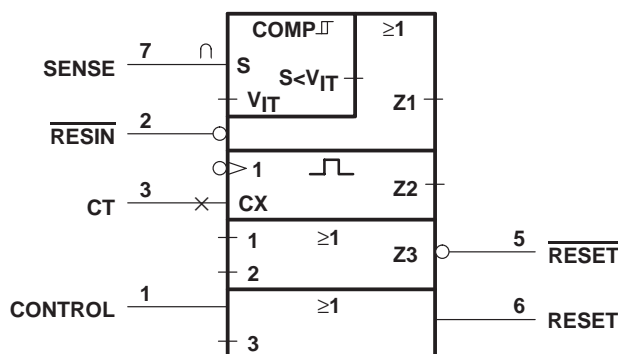 COMP ≥1
7 ∩
SENSE S
S<VIT
VIT Z1
2
RESIN
1
3 Z2
CT CX
1 ≥1
5
Z3 RESET
2
1
CONTROL ≥1 6
RESET
3